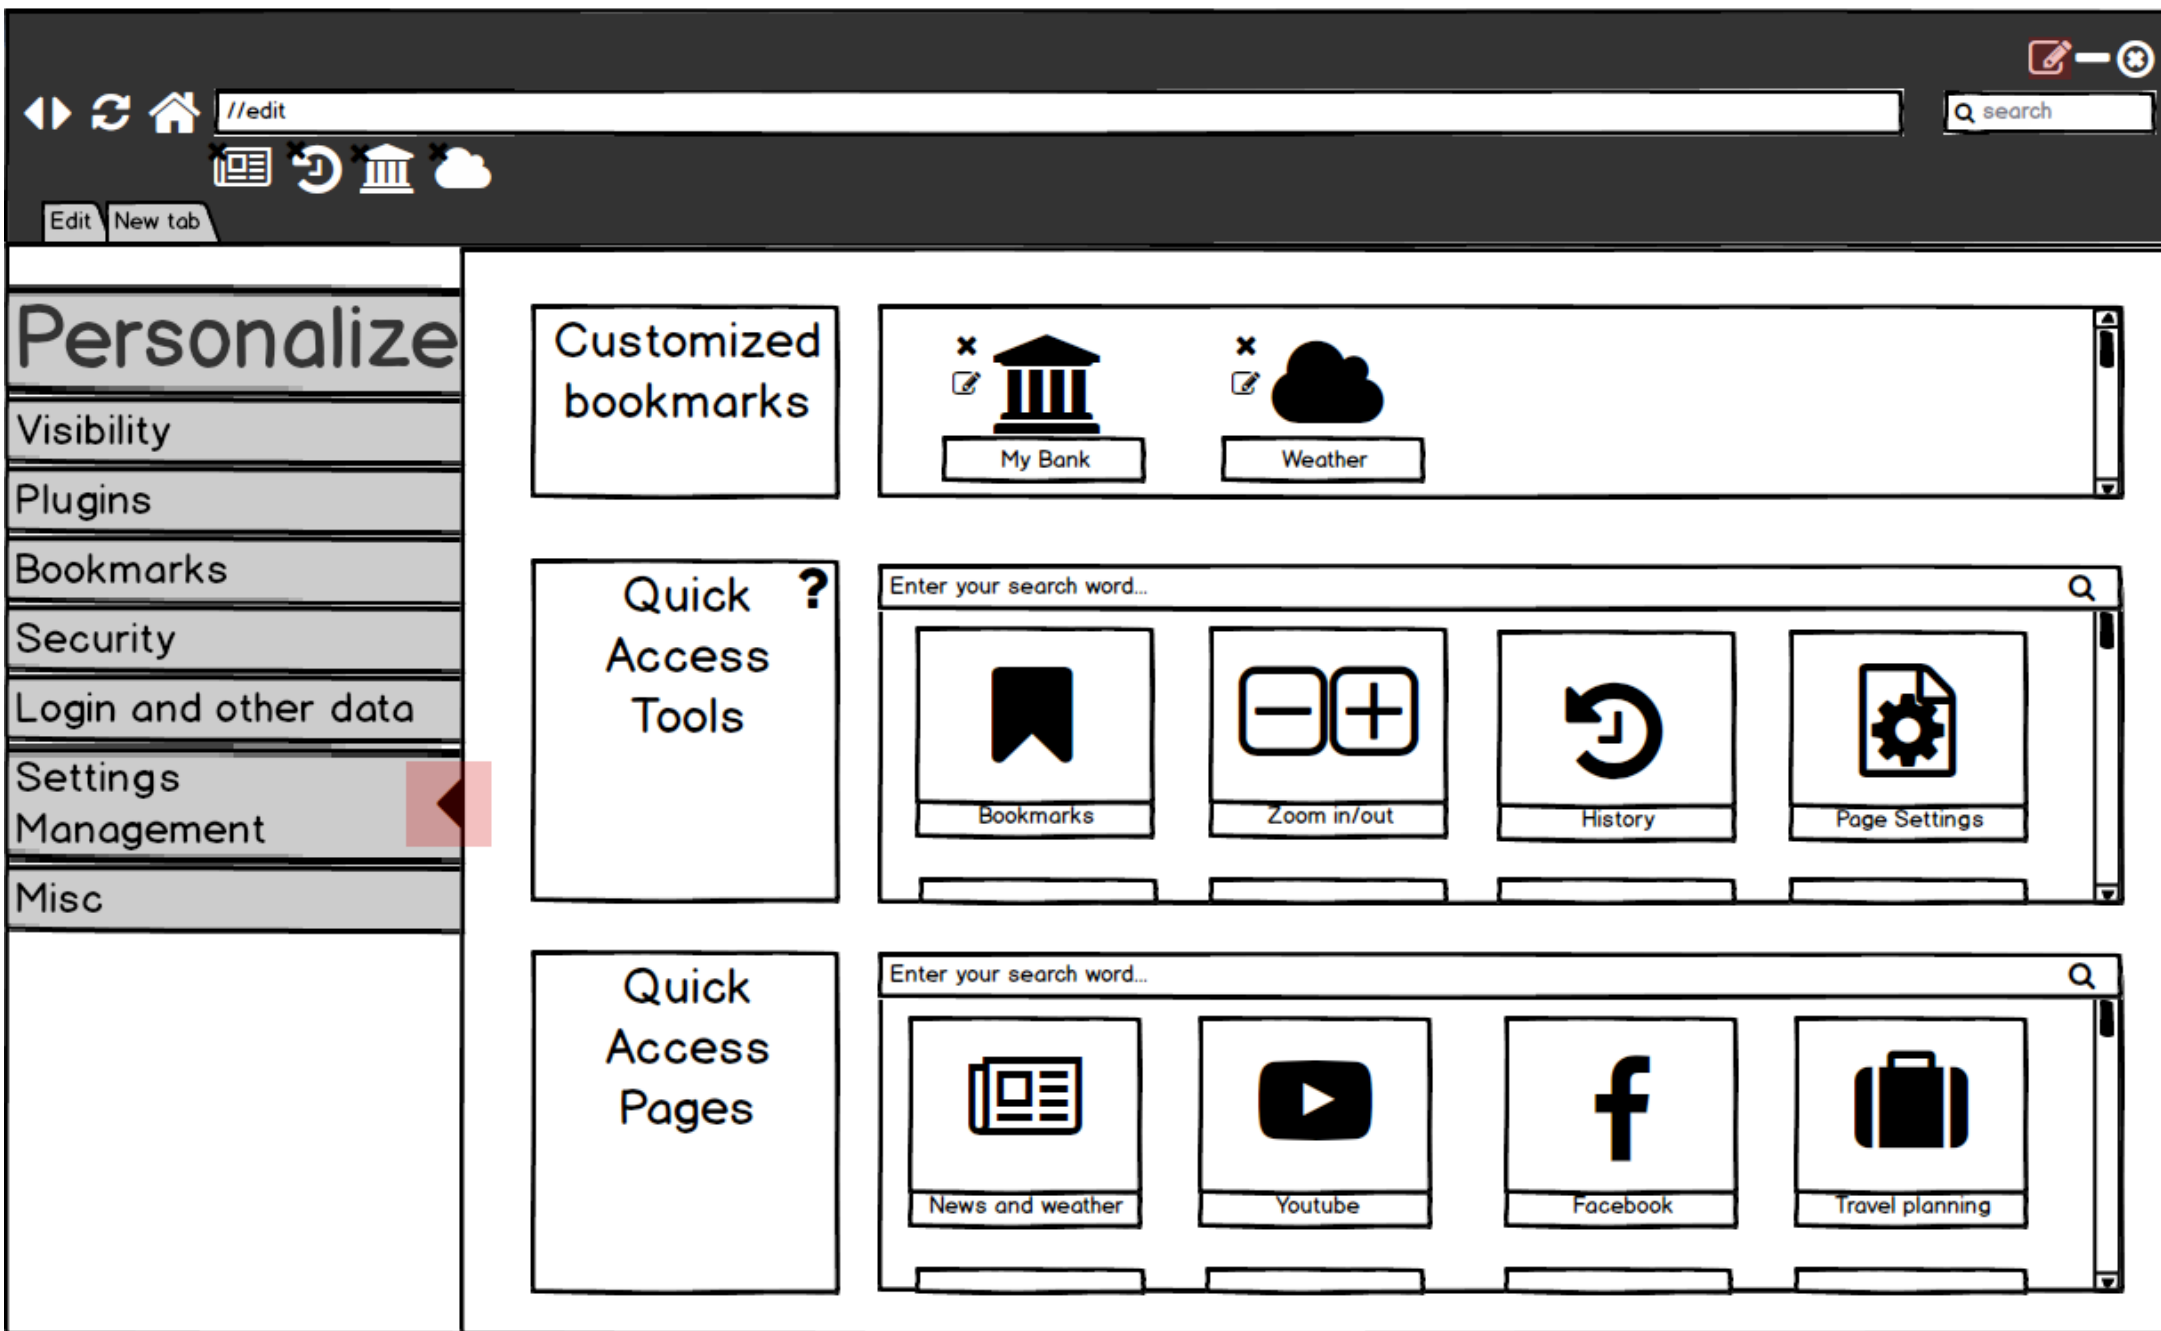 //edit
search
Edit
New tab
Personalize
Visibility
Plugins
Bookmarks
Security
Login and other data
Settings
Management
Misc
Customized
bookmarks
My Bank
Weather
Quick ?
Access
Tools
Enter your search word...
Bookmarks
Zoom in/out
History
Page Settings
Quick
Access
Pages
Enter your search word...
News and weather
Youtube
Facebook
Travel planning